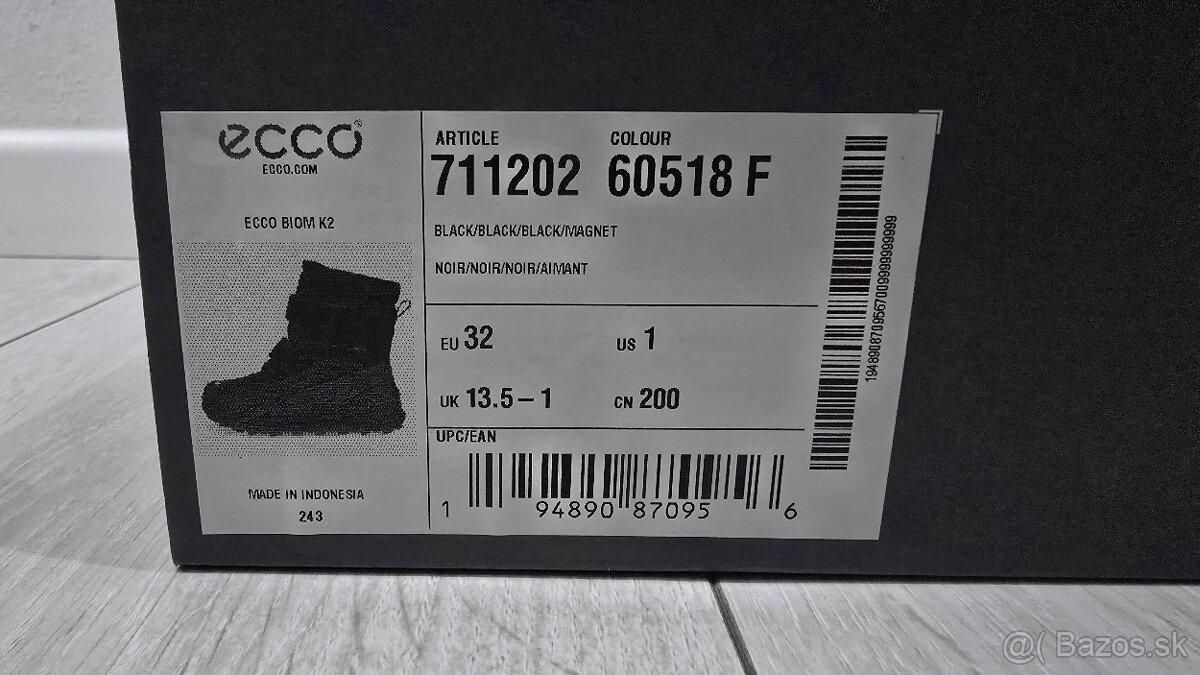 ecco
ECCO.COM
ECCO BIOM K2
MADE IN INDONESIA
243
ARTICLE COLOUR
711202 60518 F
BLACK/BLACK/BLACK/MAGNET
NOIR/NOIR/NOIR/AIMANT
EU 32 US 1
UK 13.5 – 1 CN 200
UPC/EAN
1 94890 87095 6
194890870956700999999999999
@( Bazos.sk